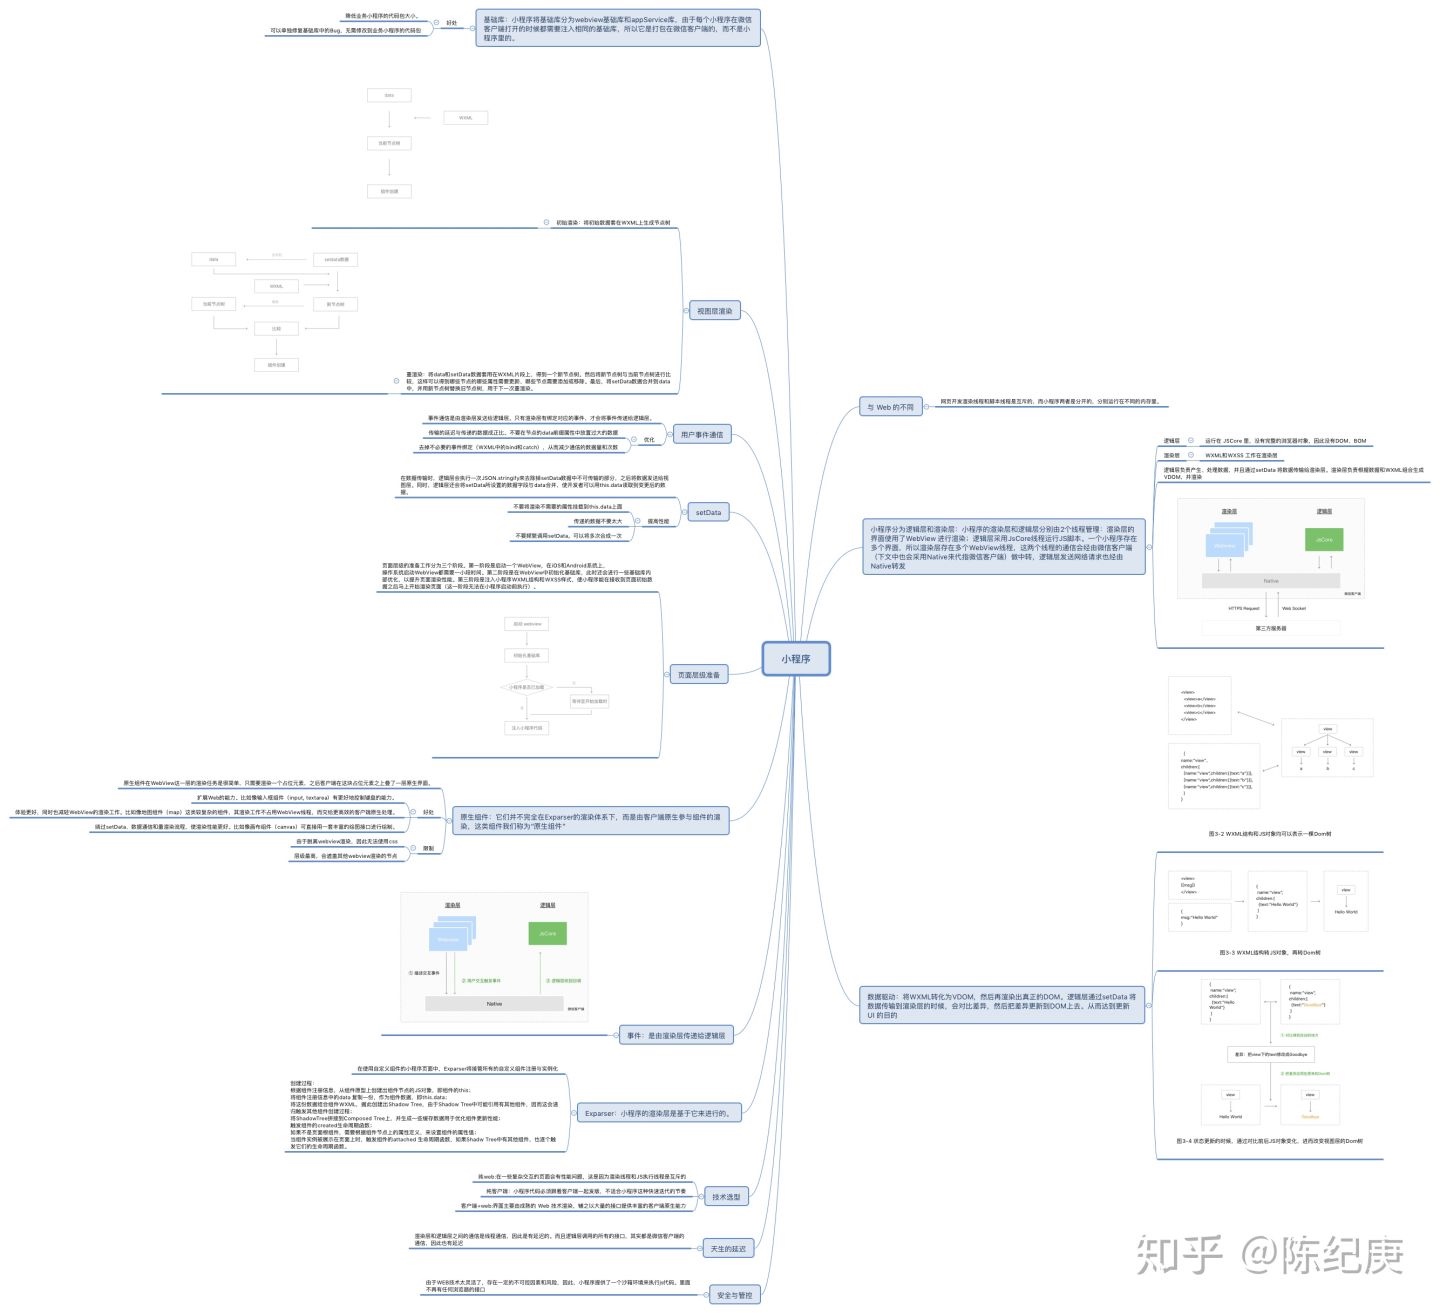 降低业务小程序的代码包大小。
可以单独修复基础库中的Bug，无需修改到业务小程序的代码包
好处
基础库：小程序将基础库分为webview基础库和appService库，由于每个小程序在微信
客户端打开的时候都需要注入相同的基础库，所以它是打包在微信客户端的，而不是小
程序里的。
data
WXML
当前节点树
组件创建
初始渲染：将初始数据套在WXML上生成节点树
data
setData数据
WXML
当前节点树
新节点树
比较
组件创建
重渲染：将data和setData数据套用在WXML片段上，得到一个新节点树。然后将新节点树与当前节点树进行比
较，这样可以得到哪些节点的哪些属性需要更新、哪些节点需要添加或移除。最后，将setData数据合并到data
中，并用新节点树替换旧节点树，用于下一次重渲染。
视图层渲染
事件通信是由渲染层发送给逻辑层。只有渲染层有绑定对应的事件，才会将事件传递给逻辑层。
传输的延迟与传递的数据成正比，不要在节点的data前缀属性中放置过大的数据
去掉不必要的事件绑定（WXML中的bind和catch），从而减少通信的数据量和次数
优化
用户事件通信
在数据传输时，逻辑层会执行一次JSON.stringify来去除掉setData数据中不可传输的部分，之后将数据发送给视
图层。同时，逻辑层还会将setData所设置的数据字段与data合并，使开发者可以用this.data读取到变更后的数
据。
不要将渲染不需要的属性挂载到this.data上面
传递的数据不要太大
不要频繁调用setData。可以将多次合成一次
提高性能
setData
页面层级的准备工作分为三个阶段。第一阶段是启动一个WebView，在iOS和Android系统上，
操作系统启动WebView都需要一小段时间。第二阶段是在WebView中初始化基础库，此时还会进行一些基础库内
部优化，以提升页面渲染性能。第三阶段是注入小程序WXML结构和WXSS样式，使小程序能在接收到页面初始数
据之后马上开始渲染页面（这一阶段无法在小程序启动前执行）。
启动 webview
初始化基础库
小程序是否已加载
等待至开始加载时
注入小程序代码
页面层级准备
原生组件在WebView这一层的渲染任务是很简单，只需要渲染一个占位元素，之后客户端在这块占位元素之上叠了一层原生界面。
扩展Web的能力。比如像输入框组件（input, textarea）有更好地控制键盘的能力。
体验更好，同时也减轻WebView的渲染工作。比如像地图组件（map）这类较复杂的组件，其渲染工作不占用WebView线程，而交给更高效的客户端原生处理。
绕过setData、数据通信和重渲染流程，使渲染性能更好。比如像画布组件（canvas）可直接用一套丰富的绘图接口进行绘制。
好处
由于脱离webview渲染，因此无法使用css
层级最高，会遮盖其他webview渲染的节点
限制
原生组件：它们并不完全在Exparser的渲染体系下，而是由客户端原生参与组件的渲
染，这类组件我们称为“原生组件”
渲染层
逻辑层
Webview
JsCore
① 描述交互事件
② 用户交互触发事件
③ 逻辑层收到回调
Native
微信客户端
事件：是由渲染层传递给逻辑层
在使用自定义组件的小程序页面中，Exparser将接管所有的自定义组件注册与实例化
创建过程：
根据组件注册信息，从组件原型上创建出组件节点的JS对象，即组件的this；
将组件注册信息中的data 复制一份，作为组件数据，即this.data；
将这份数据结合组件WXML，据此创建出Shadow Tree，由于Shadow Tree中可能引用有其他组件，因而这会递
归触发其他组件创建过程；
将ShadowTree拼接到Composed Tree上，并生成一些缓存数据用于优化组件更新性能；
触发组件的created生命周期函数；
如果不是页面根组件，需要根据组件节点上的属性定义，来设置组件的属性值；
当组件实例被展示在页面上时，触发组件的attached 生命周期函数，如果Shadw Tree中有其他组件，也逐个触
发它们的生命周期函数。
Exparser：小程序的渲染层是基于它来进行的。
纯web:在一些复杂交互的页面会有性能问题，这是因为渲染线程和JS执行线程是互斥的
纯客户端：小程序代码必须跟着客户端一起发版，不适合小程序这种快速迭代的节奏
客户端+web:界面主要由成熟的 Web 技术渲染，辅之以大量的接口提供丰富的客户端原生能力
技术选型
渲染层和逻辑层之间的通信是线程通信，因此是有延迟的。而且逻辑层调用的所有的接口，其实都是微信客户端的
通信，因此也有延迟
天生的延迟
由于WEB技术太灵活了，存在一定的不可控因素和风险，因此，小程序提供了一个沙箱环境来执行js代码，里面
不再有任何浏览器的接口
安全与管控
小程序
与 Web 的不同
网页开发渲染线程和脚本线程是互斥的，而小程序两者是分开的，分别运行在不同的内存里。
逻辑层
运行在 JSCore 里，没有完整的浏览器对象，因此没有DOM、BOM
渲染层
WXML和WXSS 工作在渲染层
逻辑层负责产生、处理数据，并且通过setData 将数据传输给渲染层，渲染层负责根据数据和WXML组合生成
VDOM，并渲染
渲染层
逻辑层
Webview
JsCore
Native
微信客户端
HTTPS Request
Web Socket
第三方服务器
小程序分为逻辑层和渲染层：小程序的渲染层和逻辑层分别由2个线程管理：渲染层的
界面使用了WebView 进行渲染；逻辑层采用JsCore线程运行JS脚本。一个小程序存在
多个界面，所以渲染层存在多个WebView线程，这两个线程的通信会经由微信客户端
（下文中也会采用Native来代指微信客户端）做中转，逻辑层发送网络请求也经由
Native转发
<view>
<view>a</view>
<view>b</view>
<view>c</view>
</view>
{
name:"view",
children:[
{name:"view",children:[{text:"a"}]},
{name:"view",children:[{text:"b"}]},
{name:"view",children:[{text:"c"}]},
]
}
view
view view view
a b c
图3-2 WXML结构和JS对象均可以表示一棵Dom树
<view>
{{msg}}
</view>
{
msg:"Hello World"
}
{
name:"view",
children:[
{text:"Hello World"}
]
}
view
Hello World
图3-3 WXML结构转JS对象，再转Dom树
{
name:"view",
children:[
{text:"Hello
World"}
]
}
{
name:"view",
children:[
{text:"Goodbye"}
]
}
① 对比得到变动的地方
差异：把view下的text修改成Goodbye
② 把差异应用在原来的Dom树
view
Hello World
view
Goodbye
图3-4 状态更新的时候，通过对比前后JS对象变化，进而改变视图层的Dom树
数据驱动：将WXML转化为VDOM，然后再渲染出真正的DOM。逻辑层通过setData 将
数据传输到渲染层的时候，会对比差异，然后把差异更新到DOM上去。从而达到更新
UI 的目的
知乎 @陈纪庚